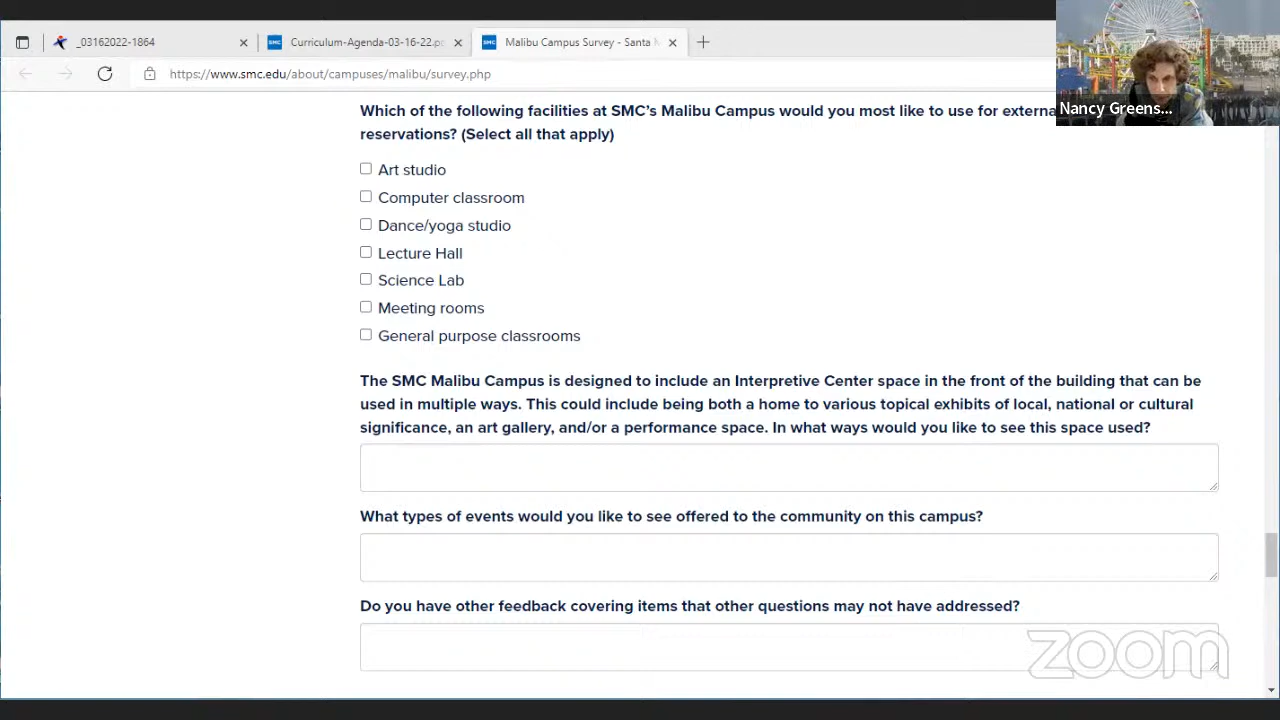 _03162022-1864
SMC Curriculum-Agenda-03-16-22.p
SMC Malibu Campus Survey - Santa M
https://www.smc.edu/about/campuses/malibu/survey.php
Nancy Greens...
Which of the following facilities at SMC's Malibu Campus would you most like to use for externa
reservations? (Select all that apply)
Art studio
Computer classroom
Dance/yoga studio
Lecture Hall
Science Lab
Meeting rooms
General purpose classrooms
The SMC Malibu Campus is designed to include an Interpretive Center space in the front of the building that can be
used in multiple ways. This could include being both a home to various topical exhibits of local, national or cultural
significance, an art gallery, and/or a performance space. In what ways would you like to see this space used?
What types of events would you like to see offered to the community on this campus?
Do you have other feedback covering items that other questions may not have addressed?
zoom